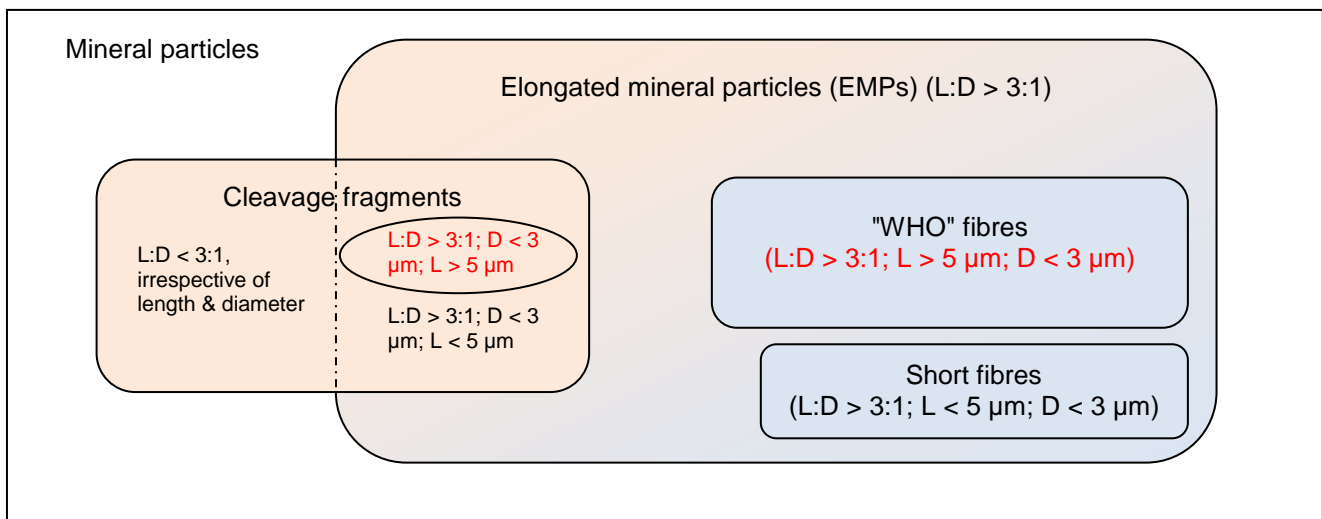 Mineral particles
Elongated mineral particles (EMPs) (L:D > 3:1)
Cleavage fragments
L:D < 3:1,
irrespective of
length & diameter
L:D > 3:1; D < 3
µm; L > 5 µm
L:D > 3:1; D < 3
µm; L < 5 µm
"WHO" fibres
(L:D > 3:1; L > 5 µm; D < 3 µm)
Short fibres
(L:D > 3:1; L < 5 µm; D < 3 µm)